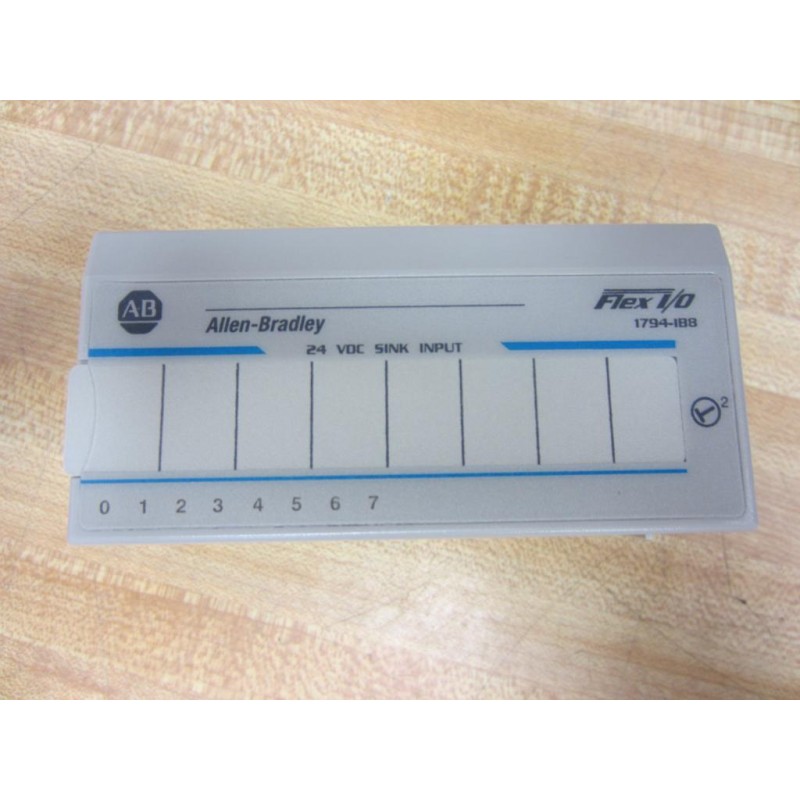 AB
Allen-Bradley
Flex I/O
1794-IB8
24 VDC SINK INPUT
2
0 1 2 3 4 5 6 7